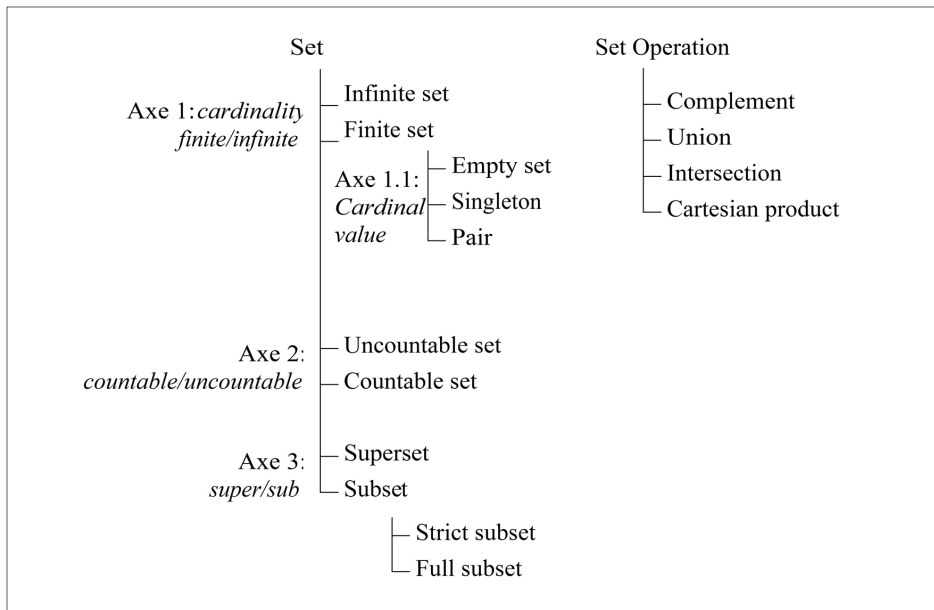 Set
Axe 1: cardinality
finite/infinite
Infinite set
Finite set
Axe 1.1:
Cardinal
value
Empty set
Singleton
Pair
Axe 2:
countable/uncountable
Uncountable set
Countable set
Axe 3:
super/sub
Superset
Subset
Strict subset
Full subset
Set Operation
Complement
Union
Intersection
Cartesian product